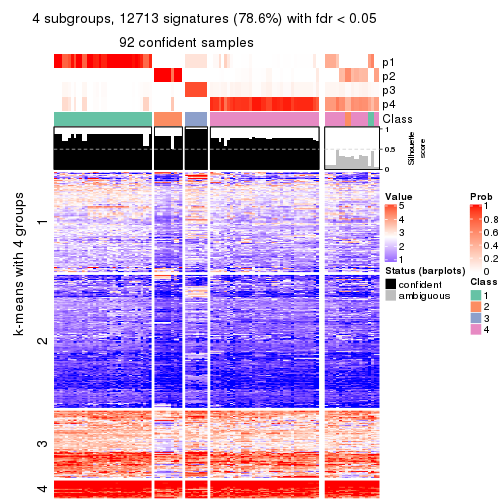 4 subgroups, 12713 signatures (78.6%) with fdr < 0.05
92 confident samples
p1
p2
p3
p4
Class
1
0.5
0
Silhouette
score
k-means with 4 groups
1
2
3
4
Value
5
4
3
2
1
Status (barplots)
confident
ambiguous
Prob
1
0.8
0.6
0.4
0.2
0
Class
1
2
3
4